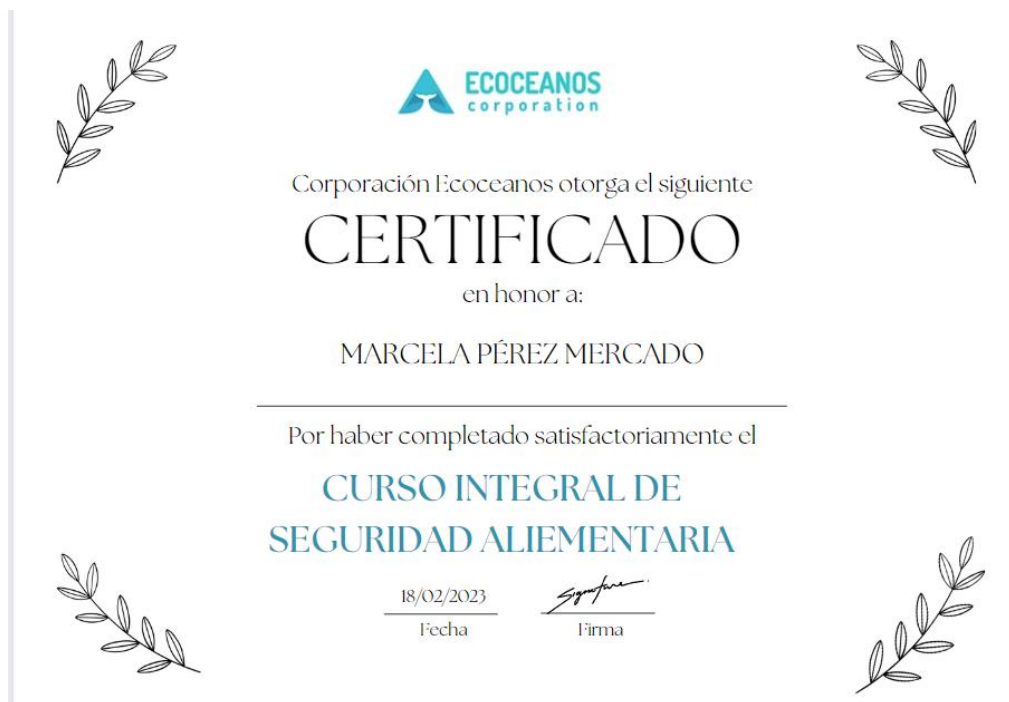 ECOCEANOS
corporation
Corporación Ecoceanos otorga el siguiente
CERTIFICADO
en honor a:
MARCELA PÉREZ MERCADO
Por haber completado satisfactoriamente el
CURSO INTEGRAL DE
SEGURIDAD ALIEMENTARIA
18/02/2023 Signature
Fecha Firma